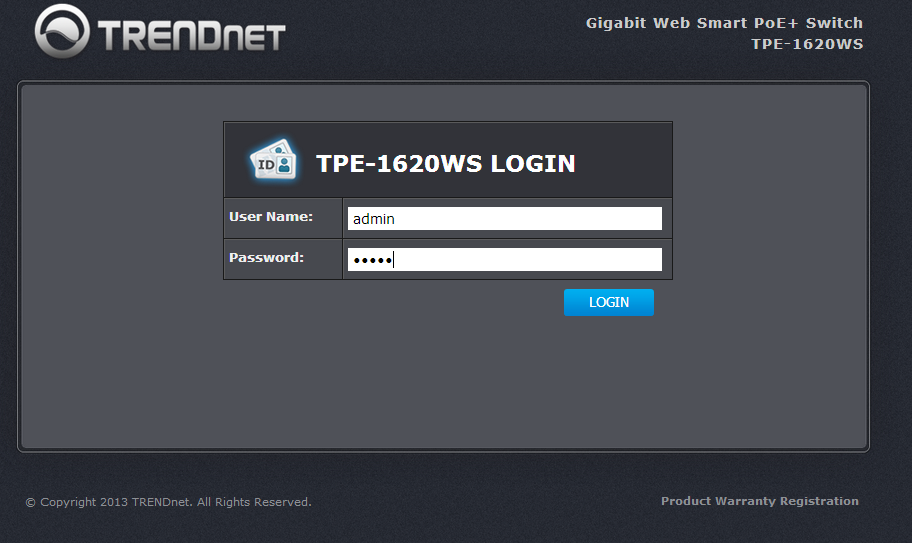 TRENDNET
Gigabit Web Smart PoE+ Switch
TPE-1620WS
ID
TPE-1620WS LOGIN
User Name:
admin
Password:
•••••
LOGIN
© Copyright 2013 TRENDnet. All Rights Reserved.
Product Warranty Registration